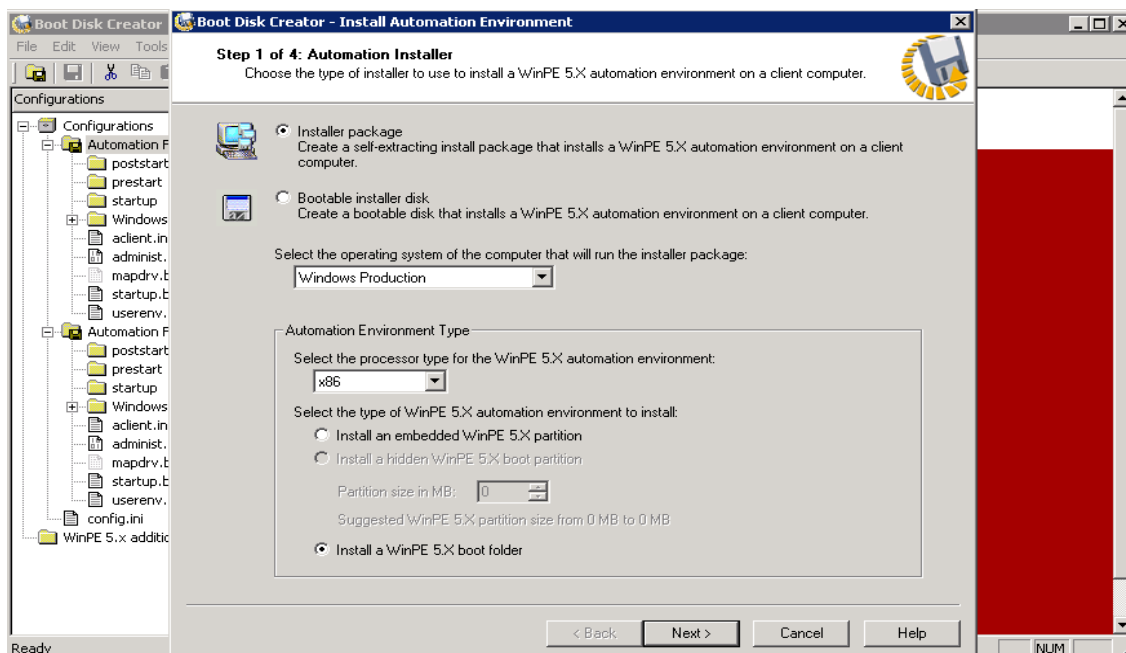 Boot Disk Creator
Boot Disk Creator - Install Automation Environment
File Edit View Tools
Step 1 of 4: Automation Installer
Choose the type of installer to use to install a WinPE 5.X automation environment on a client computer.
Configurations
Configurations
Automation F
poststart
prestart
startup
Windows
aclient.in
administ.
mapdrv.b
startup.b
userenv.
Automation F
poststart
prestart
startup
Windows
aclient.in
administ.
mapdrv.b
startup.b
userenv.
config.ini
WinPE 5.x additic
Installer package
Create a self-extracting install package that installs a WinPE 5.X automation environment on a client
computer.
Bootable installer disk
Create a bootable disk that installs a WinPE 5.X automation environment on a client computer.
Select the operating system of the computer that will run the installer package:
Windows Production
Automation Environment Type
Select the processor type for the WinPE 5.X automation environment:
x86
Select the type of WinPE 5.X automation environment to install:
Install an embedded WinPE 5.X partition
Install a hidden WinPE 5.X boot partition
Partition size in MB: 0
Suggested WinPE 5.X partition size from 0 MB to 0 MB
Install a WinPE 5.X boot folder
< Back Next > Cancel Help
Ready NUM